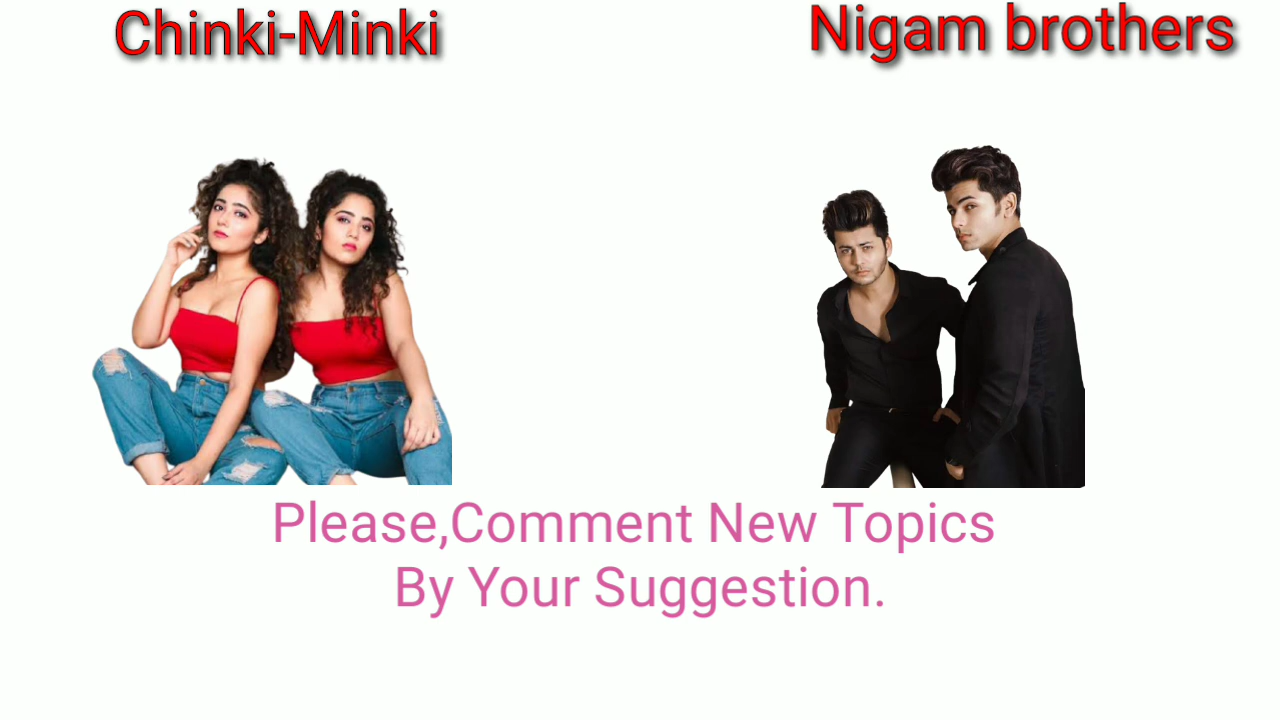 Chinki-Minki
Nigam brothers
Please,Comment New Topics
By Your Suggestion.